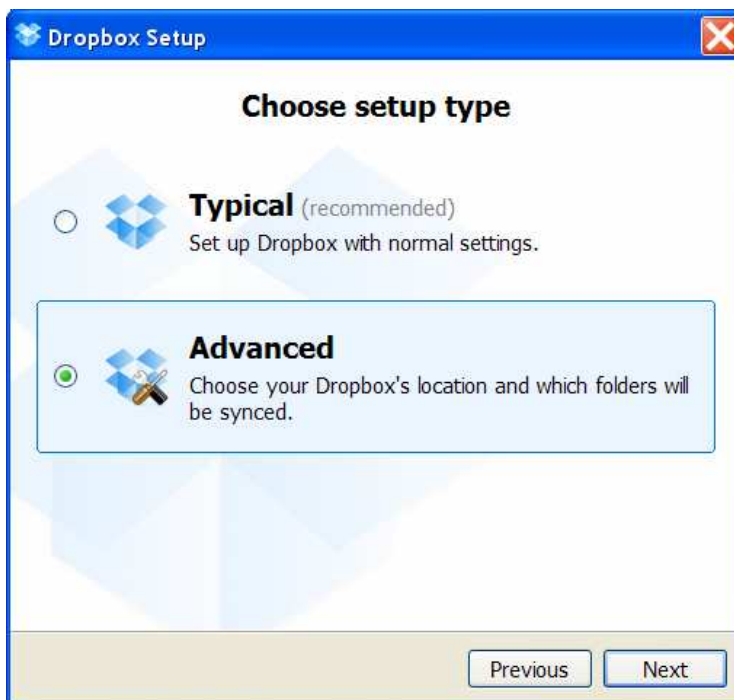 Dropbox Setup
Choose setup type
Typical (recommended)
Set up Dropbox with normal settings.
Advanced
Choose your Dropbox's location and which folders will
be synced.
Previous Next